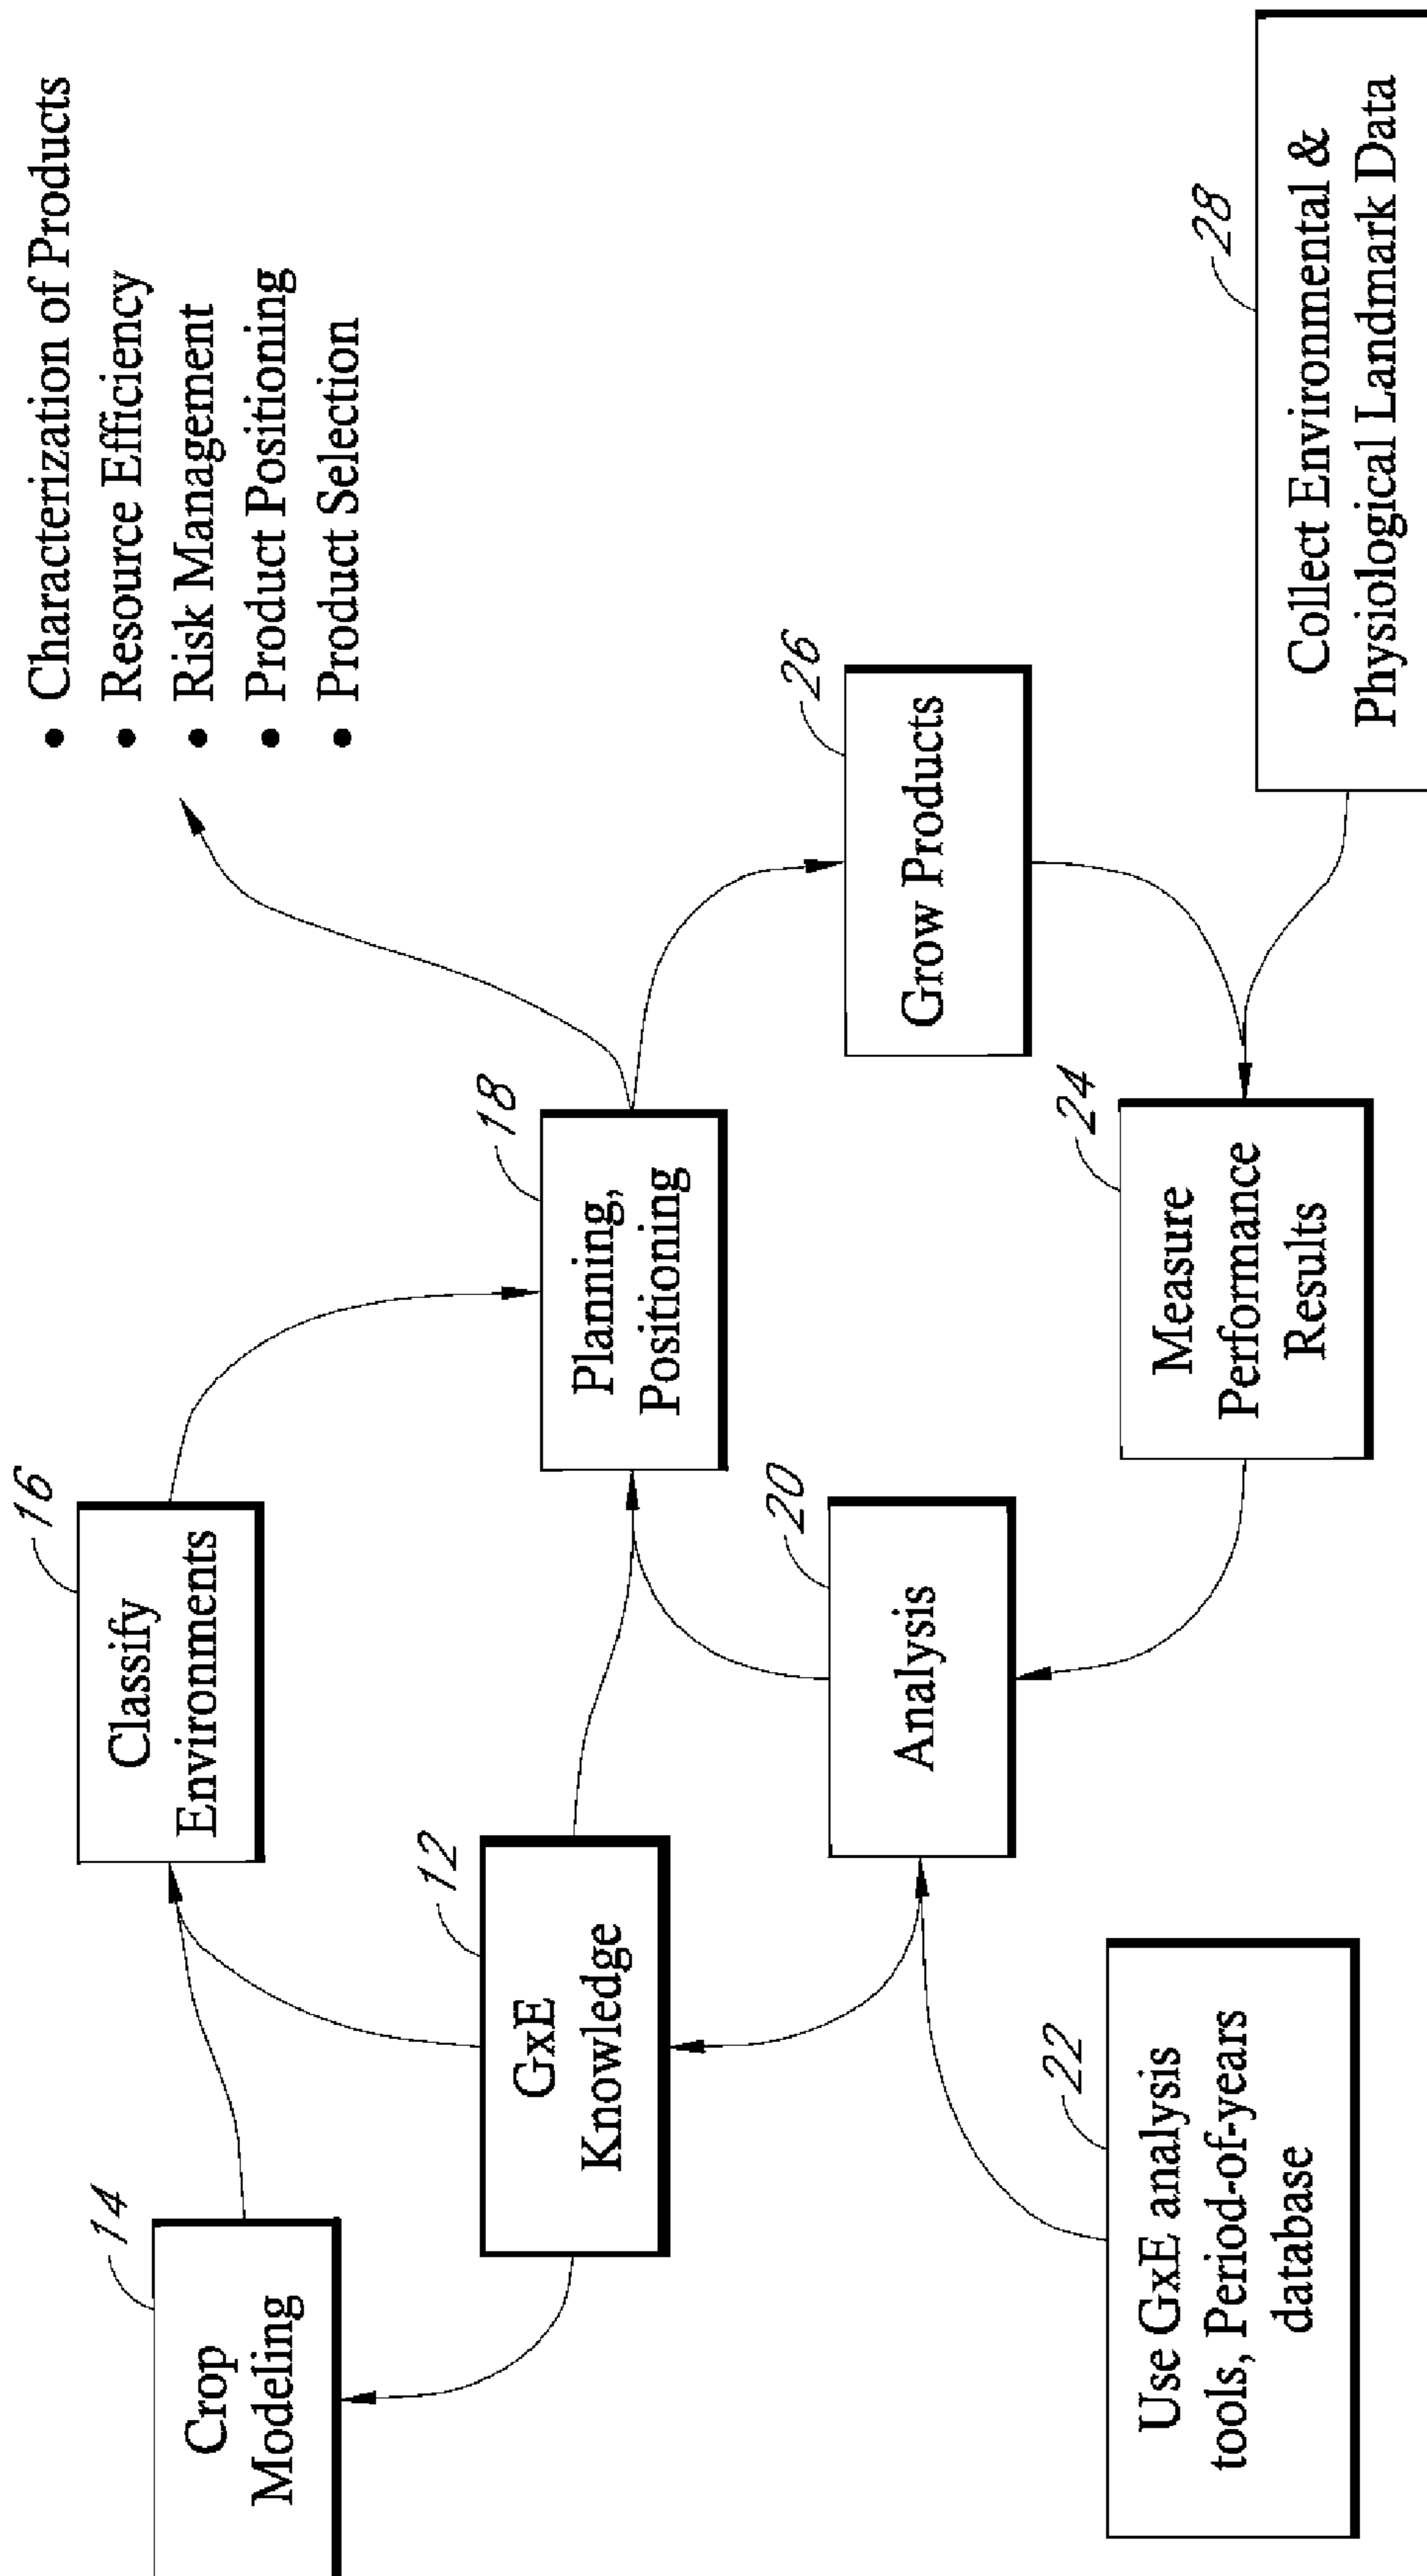 14
Crop
Modeling
16
Classify
Environments
• Characterization of Products
• Resource Efficiency
• Risk Management
• Product Positioning
• Product Selection
12
GxE
Knowledge
18
Planning,
Positioning
20
Analysis
26
Grow Products
22
Use GxE analysis
tools, Period-of-years
database
24
Measure
Performance
Results
28
Collect Environmental &
Physiological Landmark Data